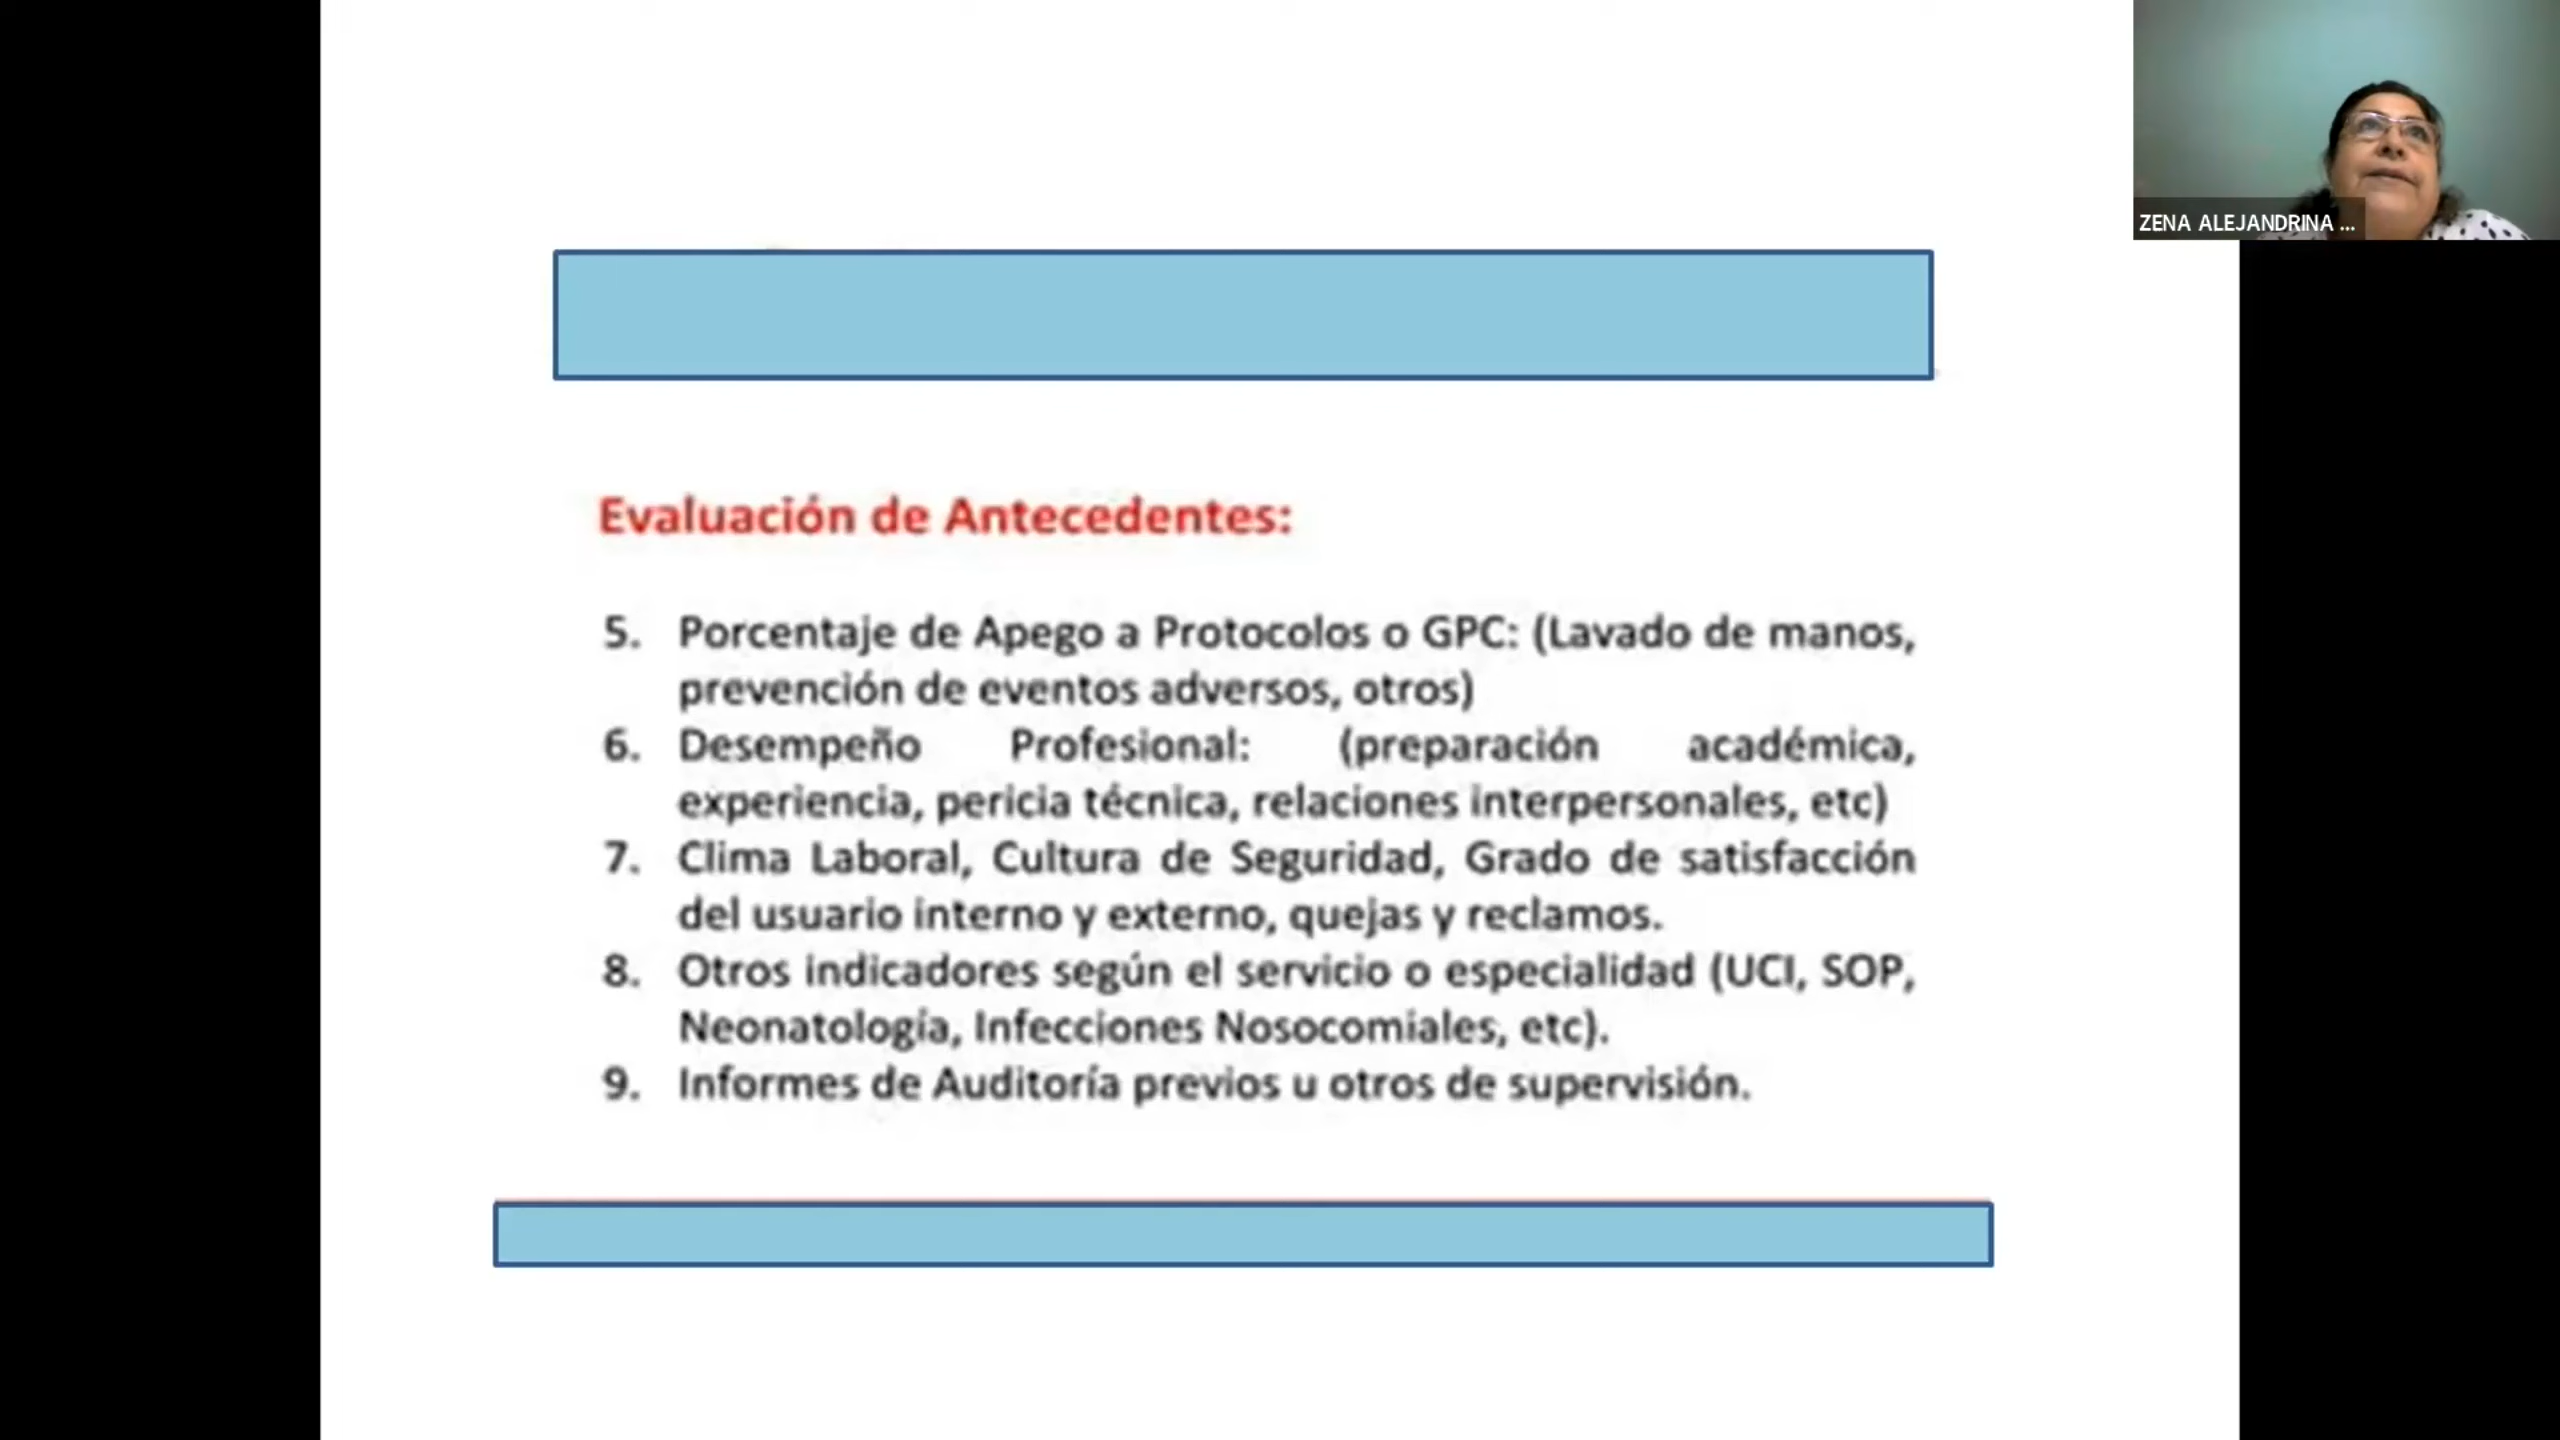 ZENA ALEJANDRINA ...
Evaluación de Antecedentes:
5. Porcentaje de Apego a Protocolos o GPC: (Lavado de manos,
prevención de eventos adversos, otros)
6. Desempeño Profesional: (preparación académica,
experiencia, pericia técnica, relaciones interpersonales, etc)
7. Clima Laboral, Cultura de Seguridad, Grado de satisfacción
del usuario interno y externo, quejas y reclamos.
8. Otros indicadores según el servicio o especialidad (UCI, SOP,
Neonatología, Infecciones Nosocomiales, etc).
9. Informes de Auditoría previos u otros de supervisión.